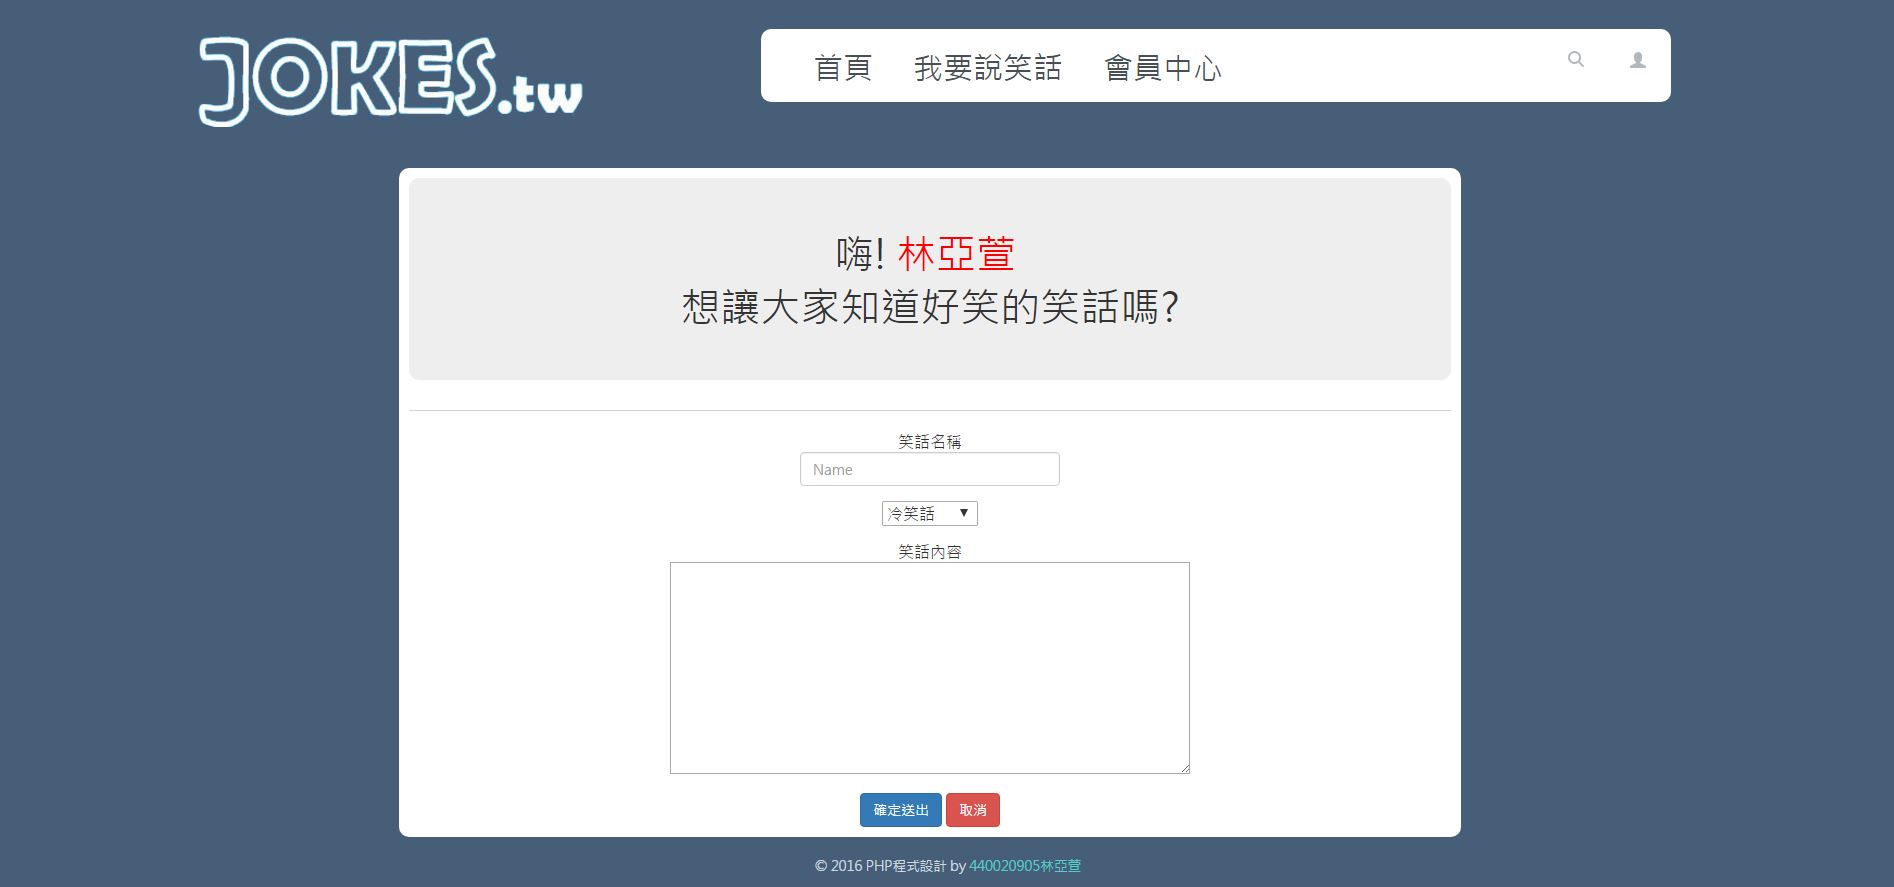 JOKES.tw
首頁 我要說笑話 會員中心
嗨! 林亞萱
想讓大家知道好笑的笑話嗎?
笑話名稱
Name
冷笑話
笑話內容
確定送出 取消
© 2016 PHP程式設計 by 440020905林亞萱